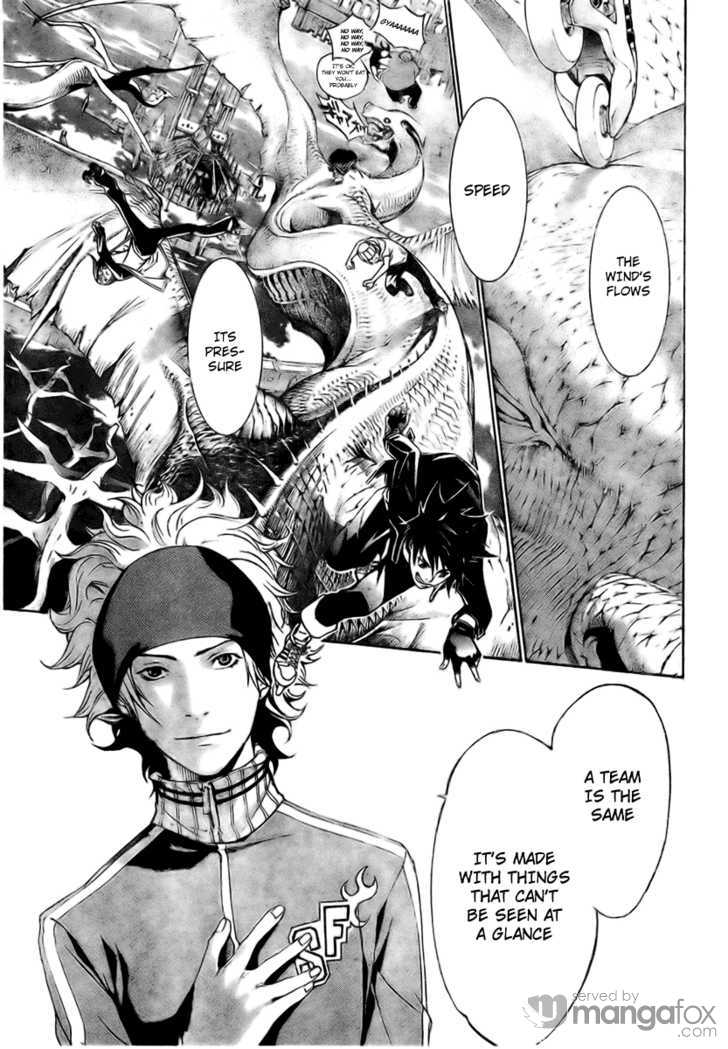 THE
WIND'S
FLOWS
SPEED
NO WAY,
NO WAY,
NO WAY,
NO WAY
GYAAAAAA
IT'S OK,
THEY WON'T EAT
YOU...
PROBABLY
ITS
PRES-
SURE
A TEAM
IS THE
SAME
IT'S MADE
WITH THINGS
THAT CAN'T
BE SEEN AT
A GLANCE
SF
served by
mangafox
.com